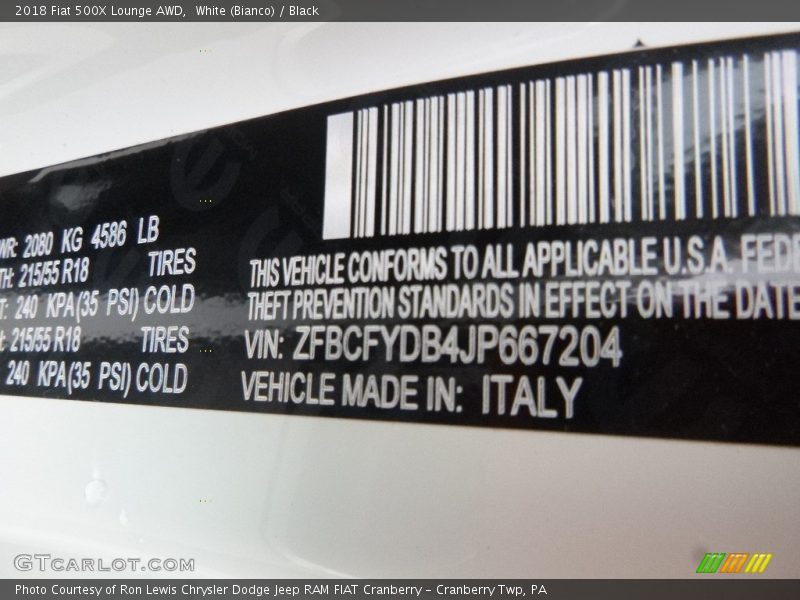 2018 Fiat 500X Lounge AWD,  White (Bianco) / Black
WR: 2080 KG 4586 LB
TH: 215/55 R18 TIRES
T: 240 KPA(35 PSI) COLD
215/55 R18 TIRES
240 KPA(35 PSI) COLD
THIS VEHICLE CONFORMS TO ALL APPLICABLE U.S.A. FEDE
THEFT PREVENTION STANDARDS IN EFFECT ON THE DATE
VIN: ZFBCFYDB4JP667204
VEHICLE MADE IN: ITALY
GTCARLOT.COM
Photo Courtesy of Ron Lewis Chrysler Dodge Jeep RAM FIAT Cranberry – Cranberry Twp, PA